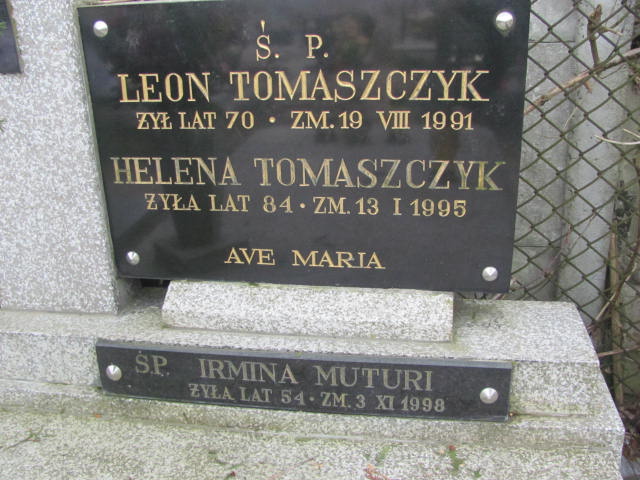 Ś. P.
LEON TOMASZCZYK
ŻYŁ LAT 70 · ZM. 19 VIII 1991
HELENA TOMASZCZYK
ŻYŁA LAT 84 · ZM. 13 I 1995
AVE MARIA
ŚP. IRMINA MUTURI
ŻYŁA LAT 54 · ZM. 3 XI 1998